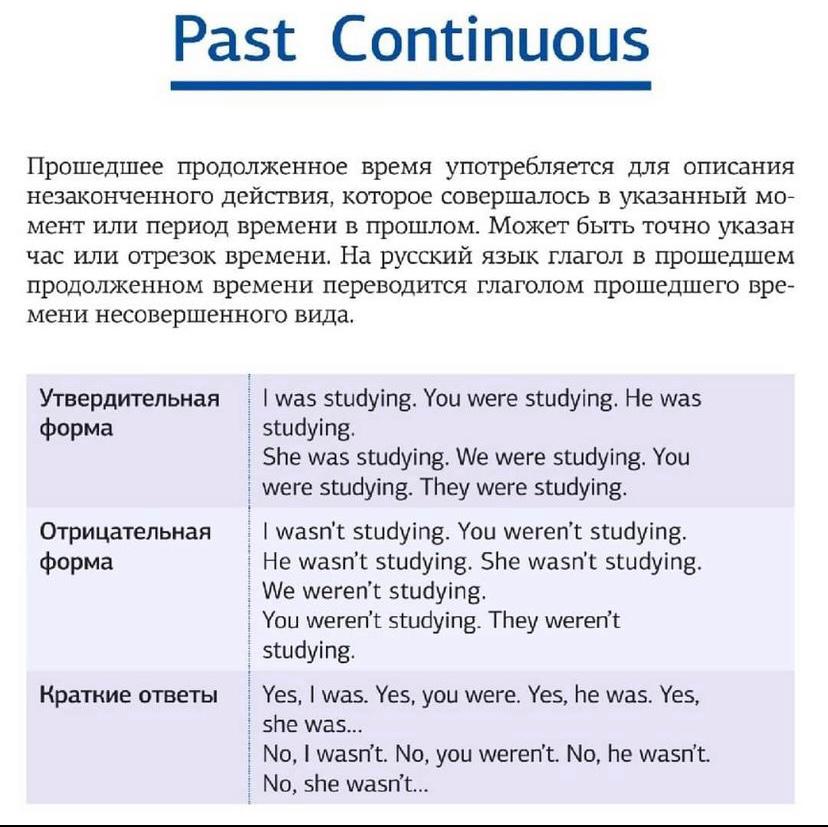 Past Continuous
Прошедшее продолженное время употребляется для описания
незаконченного действия, которое совершалось в указанный мо-
мент или период времени в прошлом. Может быть точно указан
час или отрезок времени. На русский язык глагол в прошедшем
продолженном времени переводится глаголом прошедшего вре-
мени несовершенного вида.
Утвердительная
форма
I was studying. You were studying. He was
studying.
She was studying. We were studying. You
were studying. They were studying.
Отрицательная
форма
I wasn't studying. You weren't studying.
He wasn't studying. She wasn't studying.
We weren't studying.
You weren't studying. They weren't
studying.
Краткие ответы
Yes, I was. Yes, you were. Yes, he was. Yes,
she was...
No, I wasn't. No, you weren't. No, he wasn't.
No, she wasn't...